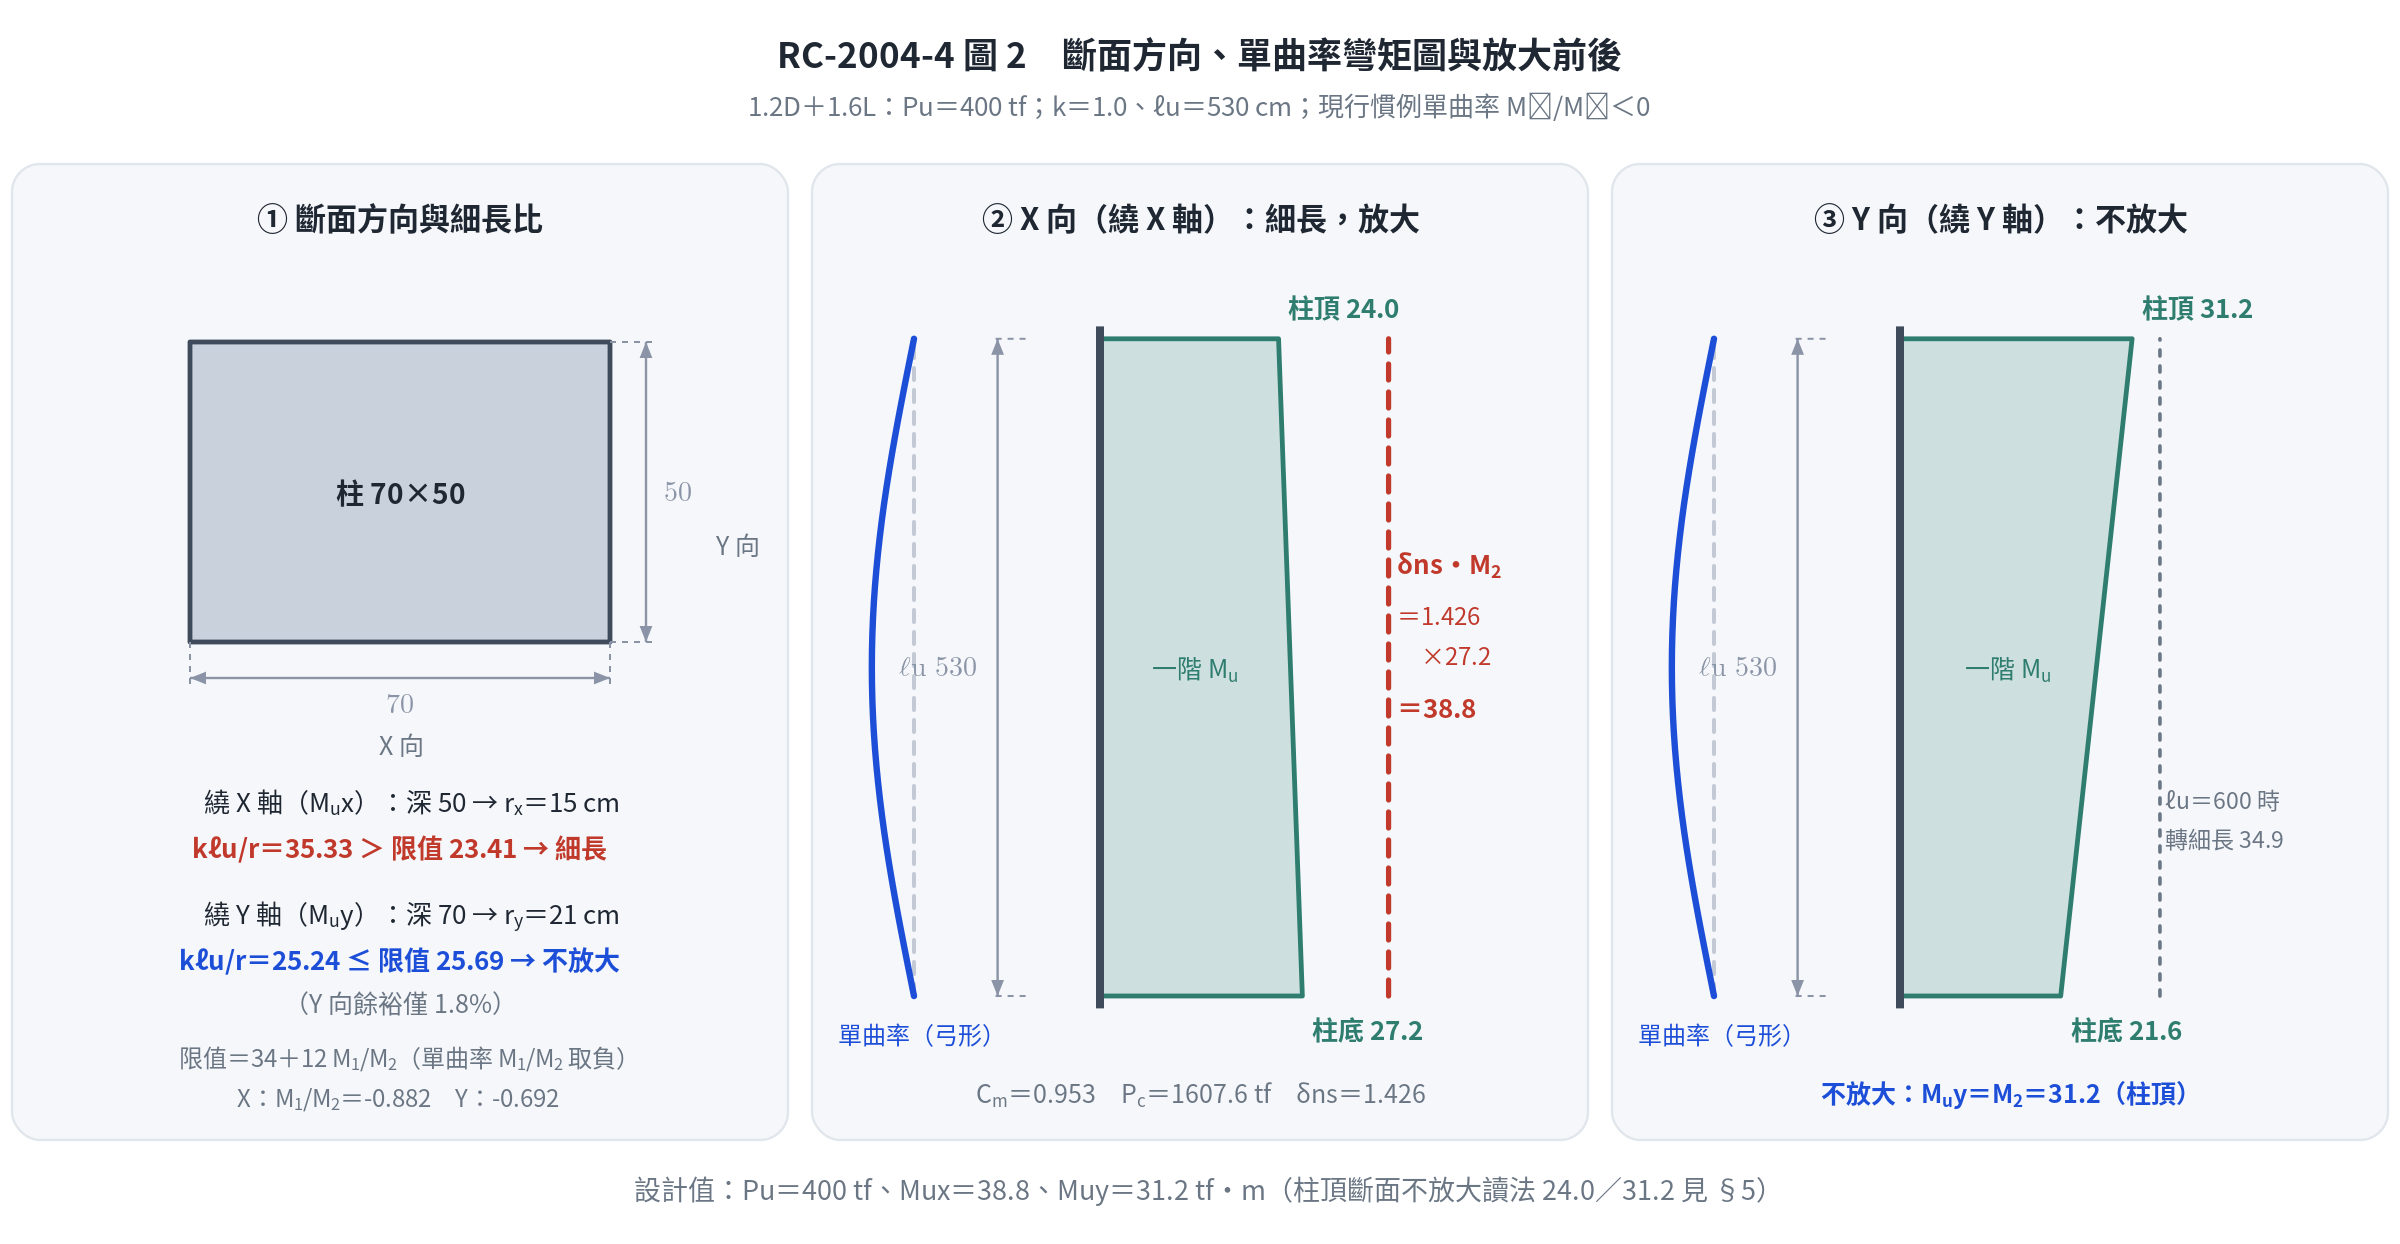 RC-2004-4 圖 2　斷面方向、單曲率彎矩圖與放大前後
1.2D＋1.6L：Pu＝400 tf；k＝1.0、ℓu＝530 cm；現行慣例單曲率 M☒/M☒＜0
① 斷面方向與細長比
柱 70×50
50
Y 向
70
X 向
繞 X 軸（Mᵤx）：深 50 → rₓ＝15 cm
kℓu/r＝35.33 ＞ 限值 23.41 → 細長
繞 Y 軸（Mᵤy）：深 70 → r_y＝21 cm
kℓu/r＝25.24 ≤ 限值 25.69 → 不放大
（Y 向餘裕僅 1.8%）
限值＝34＋12 M₁/M₂（單曲率 M₁/M₂ 取負）
X：M₁/M₂＝-0.882　Y：-0.692
② X 向（繞 X 軸）：細長，放大
柱頂 24.0
δns・M₂
＝1.426
×27.2
＝38.8
ℓu 530
一階 Mᵤ
單曲率（弓形）
柱底 27.2
Cₘ＝0.953　P_c＝1607.6 tf　δns＝1.426
③ Y 向（繞 Y 軸）：不放大
柱頂 31.2
ℓu 530
一階 Mᵤ
ℓu＝600 時
轉細長 34.9
單曲率（弓形）
柱底 21.6
不放大：Mᵤy＝M₂＝31.2（柱頂）
設計值：Pu＝400 tf、Mux＝38.8、Muy＝31.2 tf・m（柱頂斷面不放大讀法 24.0／31.2 見 §5）